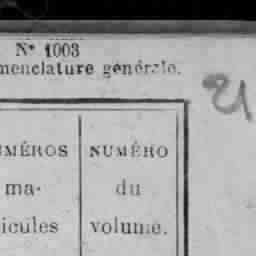 N° 1003
menclature générale.
21
MÉROS NUMÉRO
ma- du
icules volume.